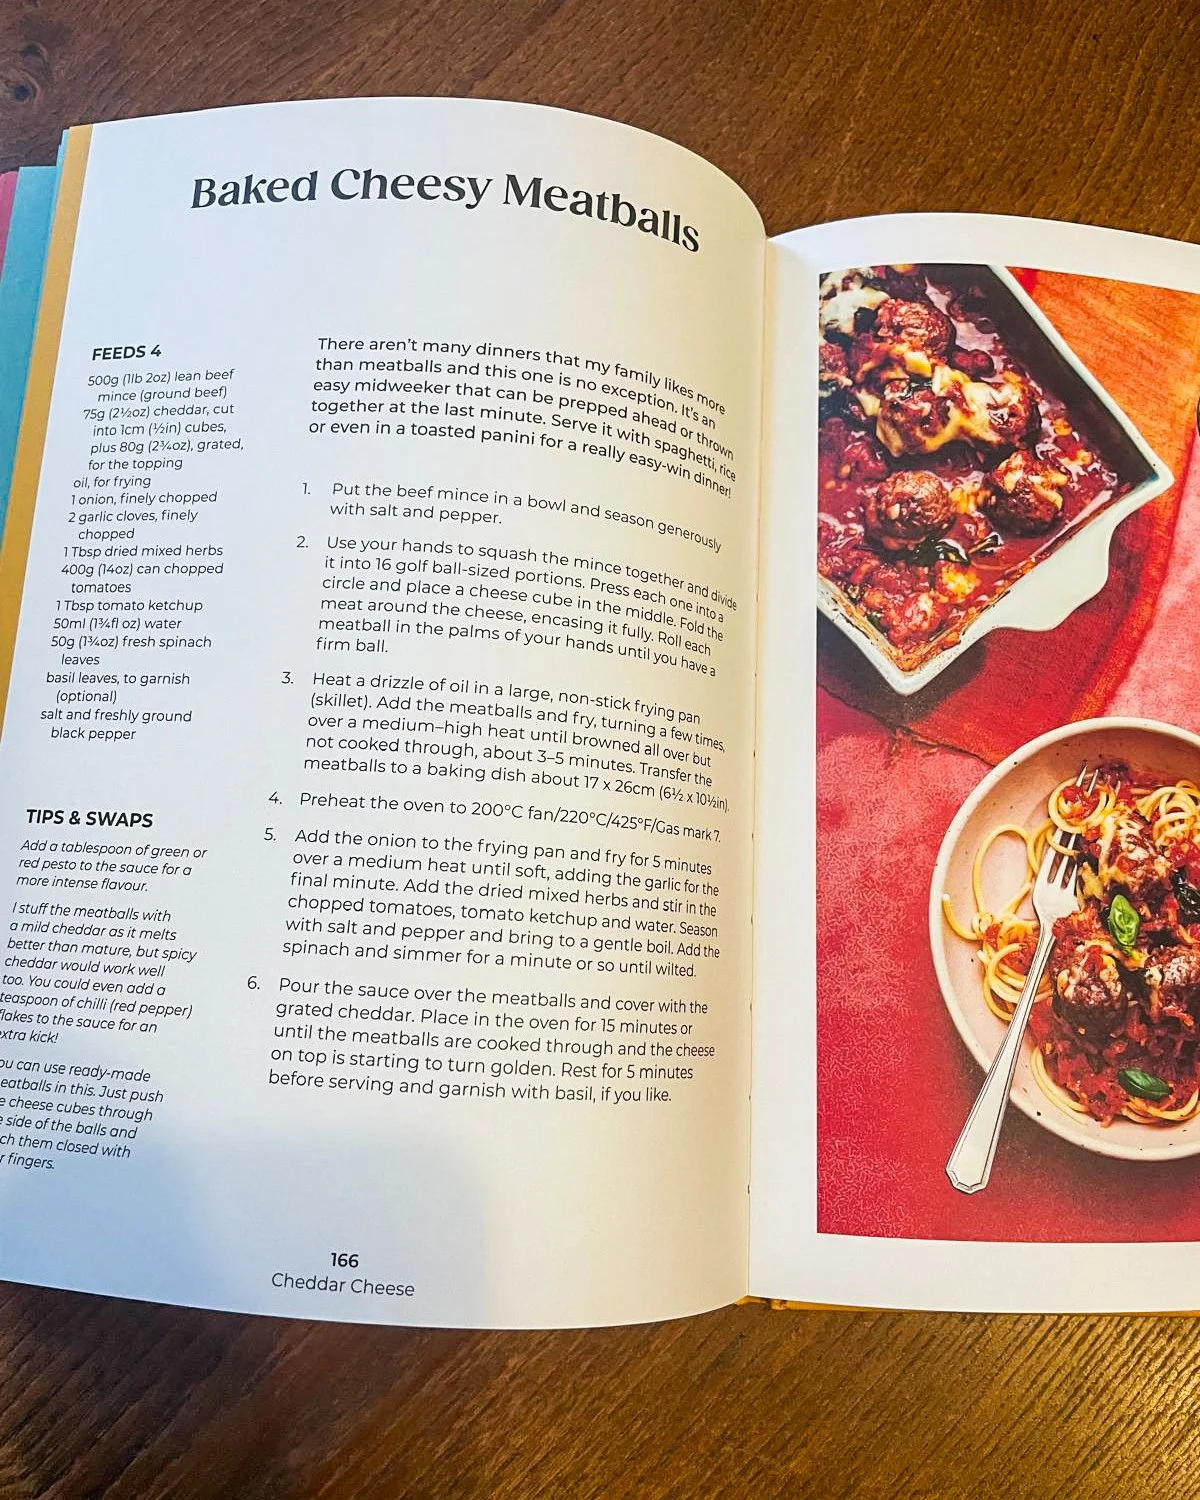 Baked Cheesy Meatballs
FEEDS 4
500g (1lb 2oz) lean beef
mince (ground beef)
75g (2½oz) cheddar, cut
into 1cm (½in) cubes,
plus 80g (2¾oz), grated,
for the topping
oil, for frying
1 onion, finely chopped
2 garlic cloves, finely
chopped
1 Tbsp dried mixed herbs
400g (14oz) can chopped
tomatoes
1 Tbsp tomato ketchup
50ml (1¾fl oz) water
50g (1¾oz) fresh spinach
leaves
basil leaves, to garnish
(optional)
salt and freshly ground
black pepper
TIPS & SWAPS
Add a tablespoon of green or
red pesto to the sauce for a
more intense flavour.
I stuff the meatballs with
a mild cheddar as it melts
better than mature, but spicy
cheddar would work well
too. You could even add a
teaspoon of chilli (red pepper)
flakes to the sauce for an
extra kick!
ou can use ready-made
eatballs in this. Just push
e cheese cubes through
e side of the balls and
ch them closed with
r fingers.
There aren't many dinners that my family likes more
than meatballs and this one is no exception. It's an
easy midweeker that can be prepped ahead or thrown
together at the last minute. Serve it with spaghetti, rice
or even in a toasted panini for a really easy-win dinner!
1. Put the beef mince in a bowl and season generously
with salt and pepper.
2. Use your hands to squash the mince together and divide
it into 16 golf ball-sized portions. Press each one into a
circle and place a cheese cube in the middle. Fold the
meat around the cheese, encasing it fully. Roll each
meatball in the palms of your hands until you have a
firm ball.
3. Heat a drizzle of oil in a large, non-stick frying pan
(skillet). Add the meatballs and fry, turning a few times,
over a medium–high heat until browned all over but
not cooked through, about 3–5 minutes. Transfer the
meatballs to a baking dish about 17 x 26cm (6½ x 10½in).
4. Preheat the oven to 200°C fan/220°C/425°F/Gas mark 7.
5. Add the onion to the frying pan and fry for 5 minutes
over a medium heat until soft, adding the garlic for the
final minute. Add the dried mixed herbs and stir in the
chopped tomatoes, tomato ketchup and water. Season
with salt and pepper and bring to a gentle boil. Add the
spinach and simmer for a minute or so until wilted.
6. Pour the sauce over the meatballs and cover with the
grated cheddar. Place in the oven for 15 minutes or
until the meatballs are cooked through and the cheese
on top is starting to turn golden. Rest for 5 minutes
before serving and garnish with basil, if you like.
166
Cheddar Cheese